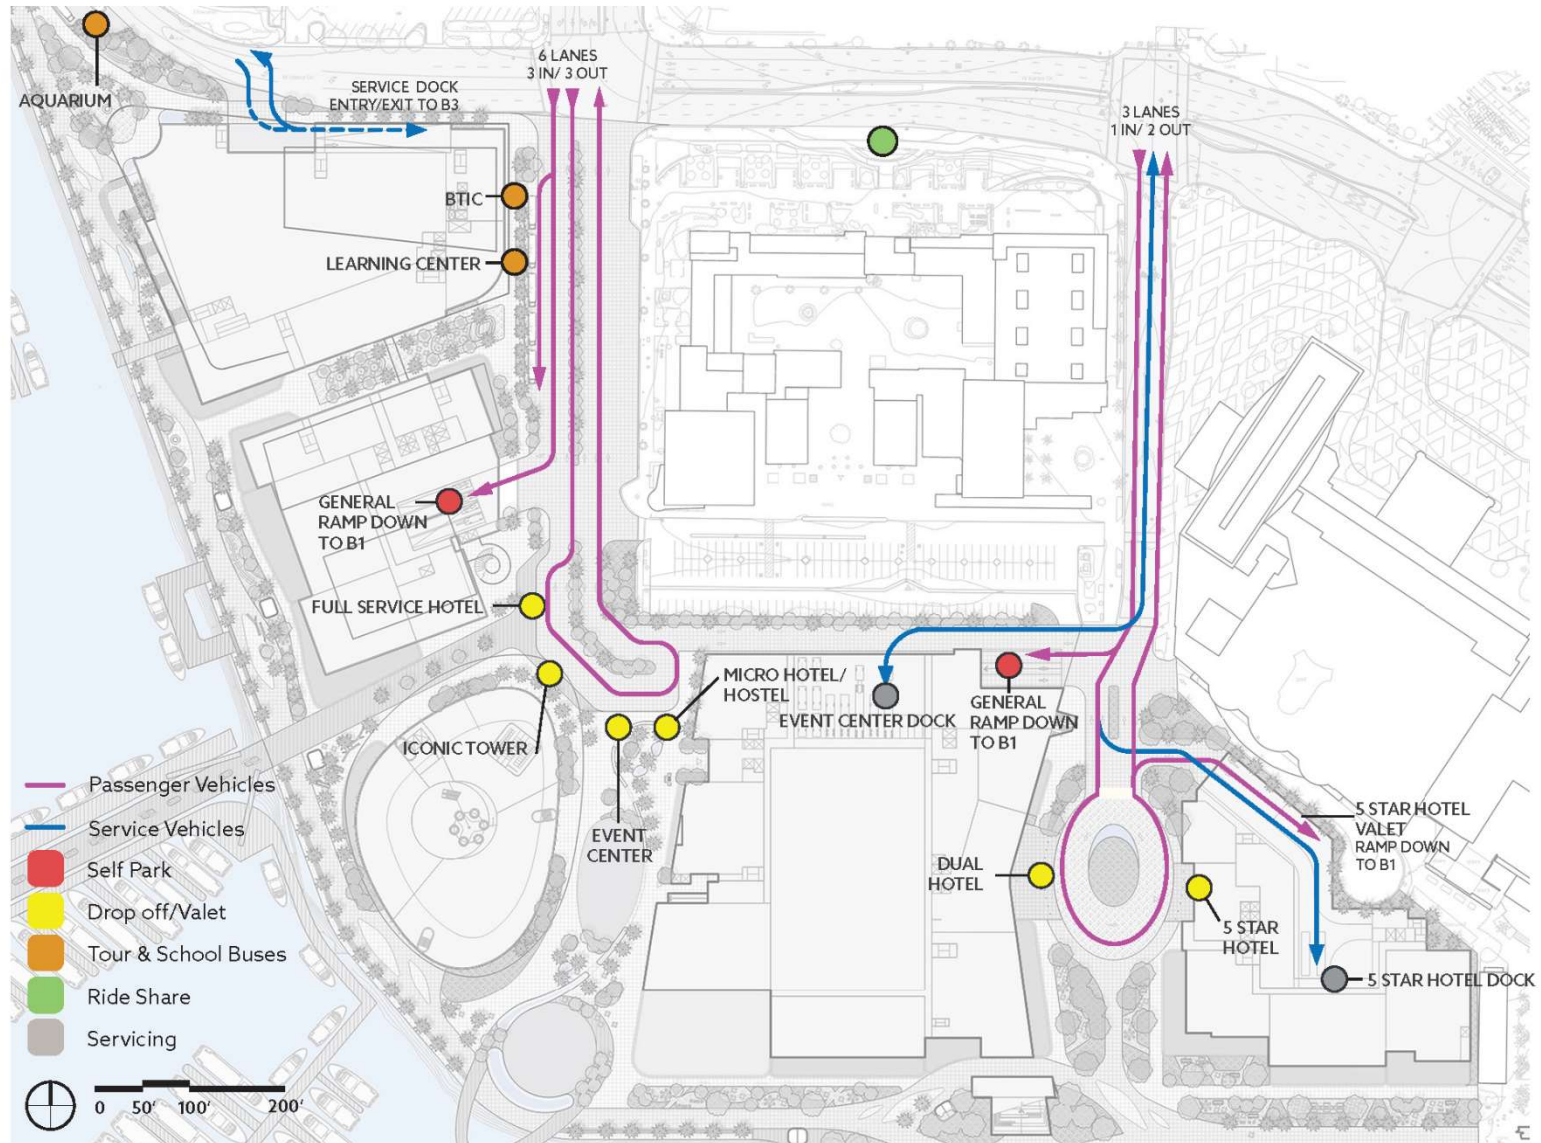 6 LANES
3 IN/ 3 OUT
SERVICE DOCK
ENTRY/EXIT TO B3
AQUARIUM
3 LANES
1 IN/ 2 OUT
BTIC
LEARNING CENTER
GENERAL
RAMP DOWN
TO B1
FULL SERVICE HOTEL
MICRO HOTEL/
HOSTEL
EVENT CENTER DOCK
GENERAL
RAMP DOWN
TO B1
ICONIC TOWER
EVENT
CENTER
5 STAR HOTEL
VALET
RAMP DOWN
TO B1
DUAL
HOTEL
5 STAR
HOTEL
5 STAR HOTEL DOCK
Passenger Vehicles
Service Vehicles
Self Park
Drop off/Valet
Tour & School Buses
Ride Share
Servicing
0 50' 100' 200'